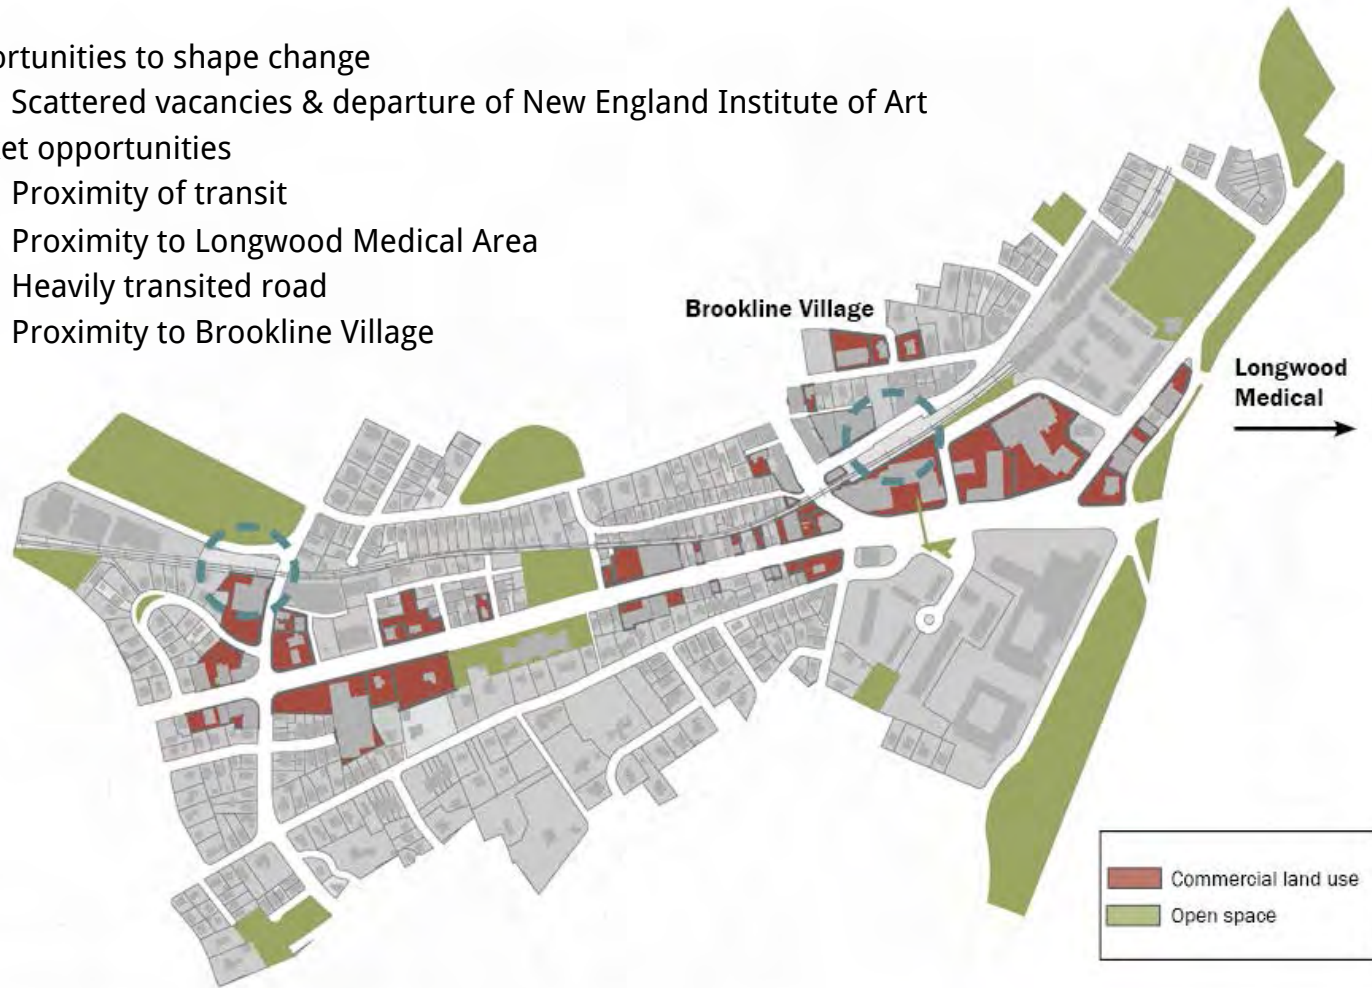 ortunities to shape change
Scattered vacancies & departure of New England Institute of Art
et opportunities
Proximity of transit
Proximity to Longwood Medical Area
Heavily transited road
Proximity to Brookline Village
Brookline Village
Longwood
Medical
Commercial land use
Open space